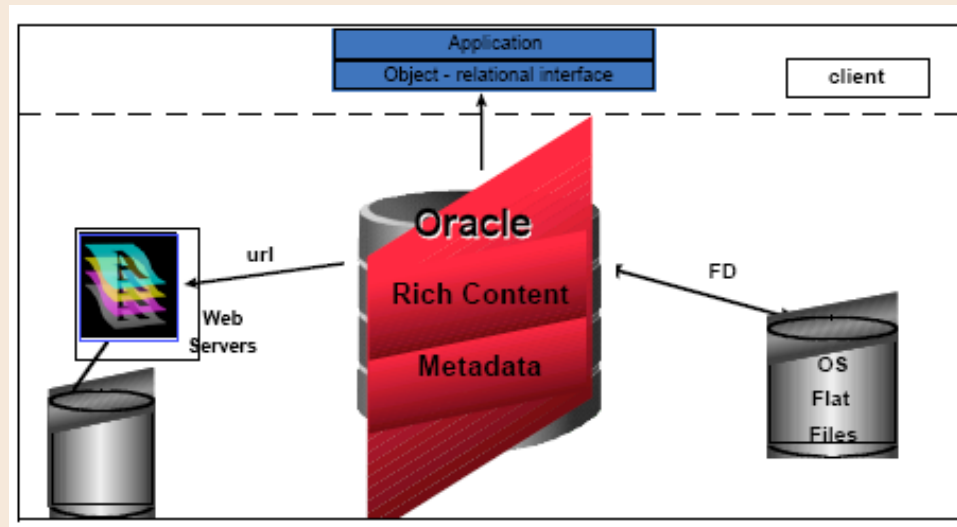 Application
Object - relational interface
client
Oracle
url
Rich Content
FD
Web
Servers
Metadata
OS
Flat
Files